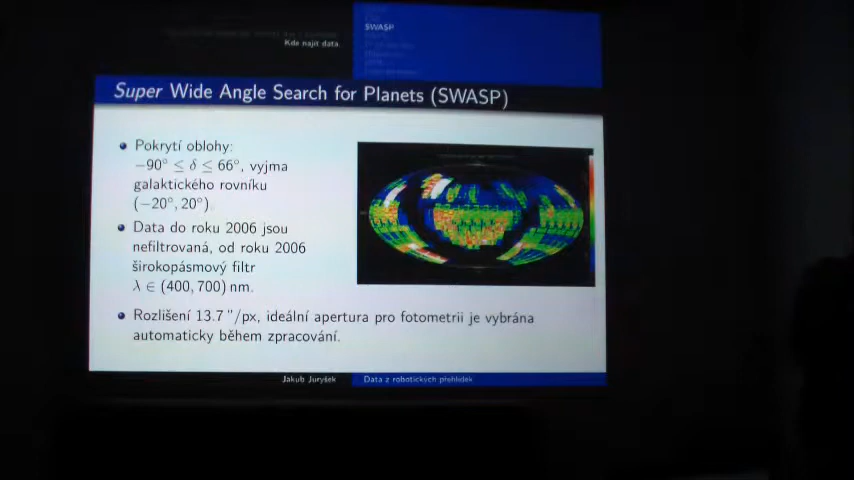 SWASP
Kde najít data
Super Wide Angle Search for Planets (SWASP)
Pokrytí oblohy:
−90° ≤ δ ≤ 66°, vyjma
galaktického rovníku
(−20°, 20°).
Data do roku 2006 jsou
nefiltrovaná, od roku 2006
širokopásmový filtr
λ ∈ (400, 700) nm.
Rozlišení 13.7 "/px, ideální apertura pro fotometrii je vybrána
automaticky během zpracování.
Jakub Juryšek
Data z robotických přehlídek